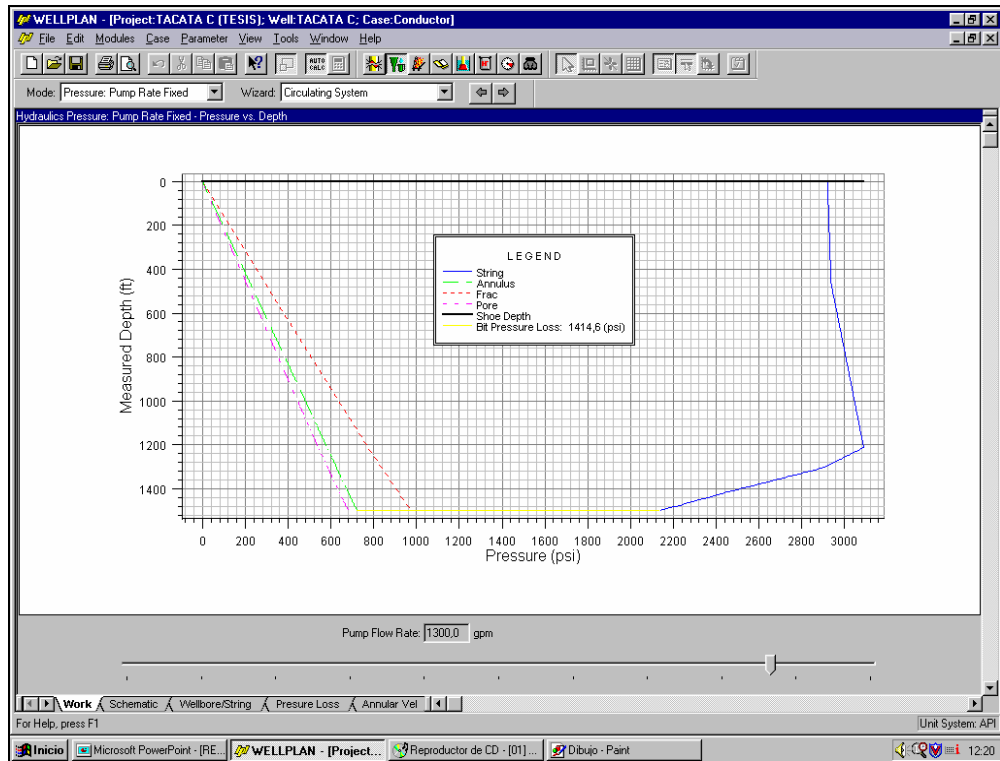 WELLPLAN - [Project:TACATA C (TESIS); Well:TACATA C; Case:Conductor]
File Edit Modules Case Parameter View Tools Window Help
AUTO CALC
Mode: Pressure: Pump Rate Fixed Wizard: Circulating System
Hydraulics Pressure: Pump Rate Fixed - Pressure vs. Depth
0
200
400
600
800
1000
1200
1400
Measured Depth (ft)
LEGEND
String
Annulus
Frac
Pore
Shoe Depth
Bit Pressure Loss: 1414,6 (psi)
0 200 400 600 800 1000 1200 1400 1600 1800 2000 2200 2400 2600 2800 3000
Pressure (psi)
Pump Flow Rate: 1300,0 gpm
Work Schematic Wellbore/String Presure Loss Annular Vel
For Help, press F1 Unit System: API
Inicio Microsoft PowerPoint - [RE... WELLPLAN - [Project... Reproductor de CD - [01] ... Dibujo - Paint 12:20